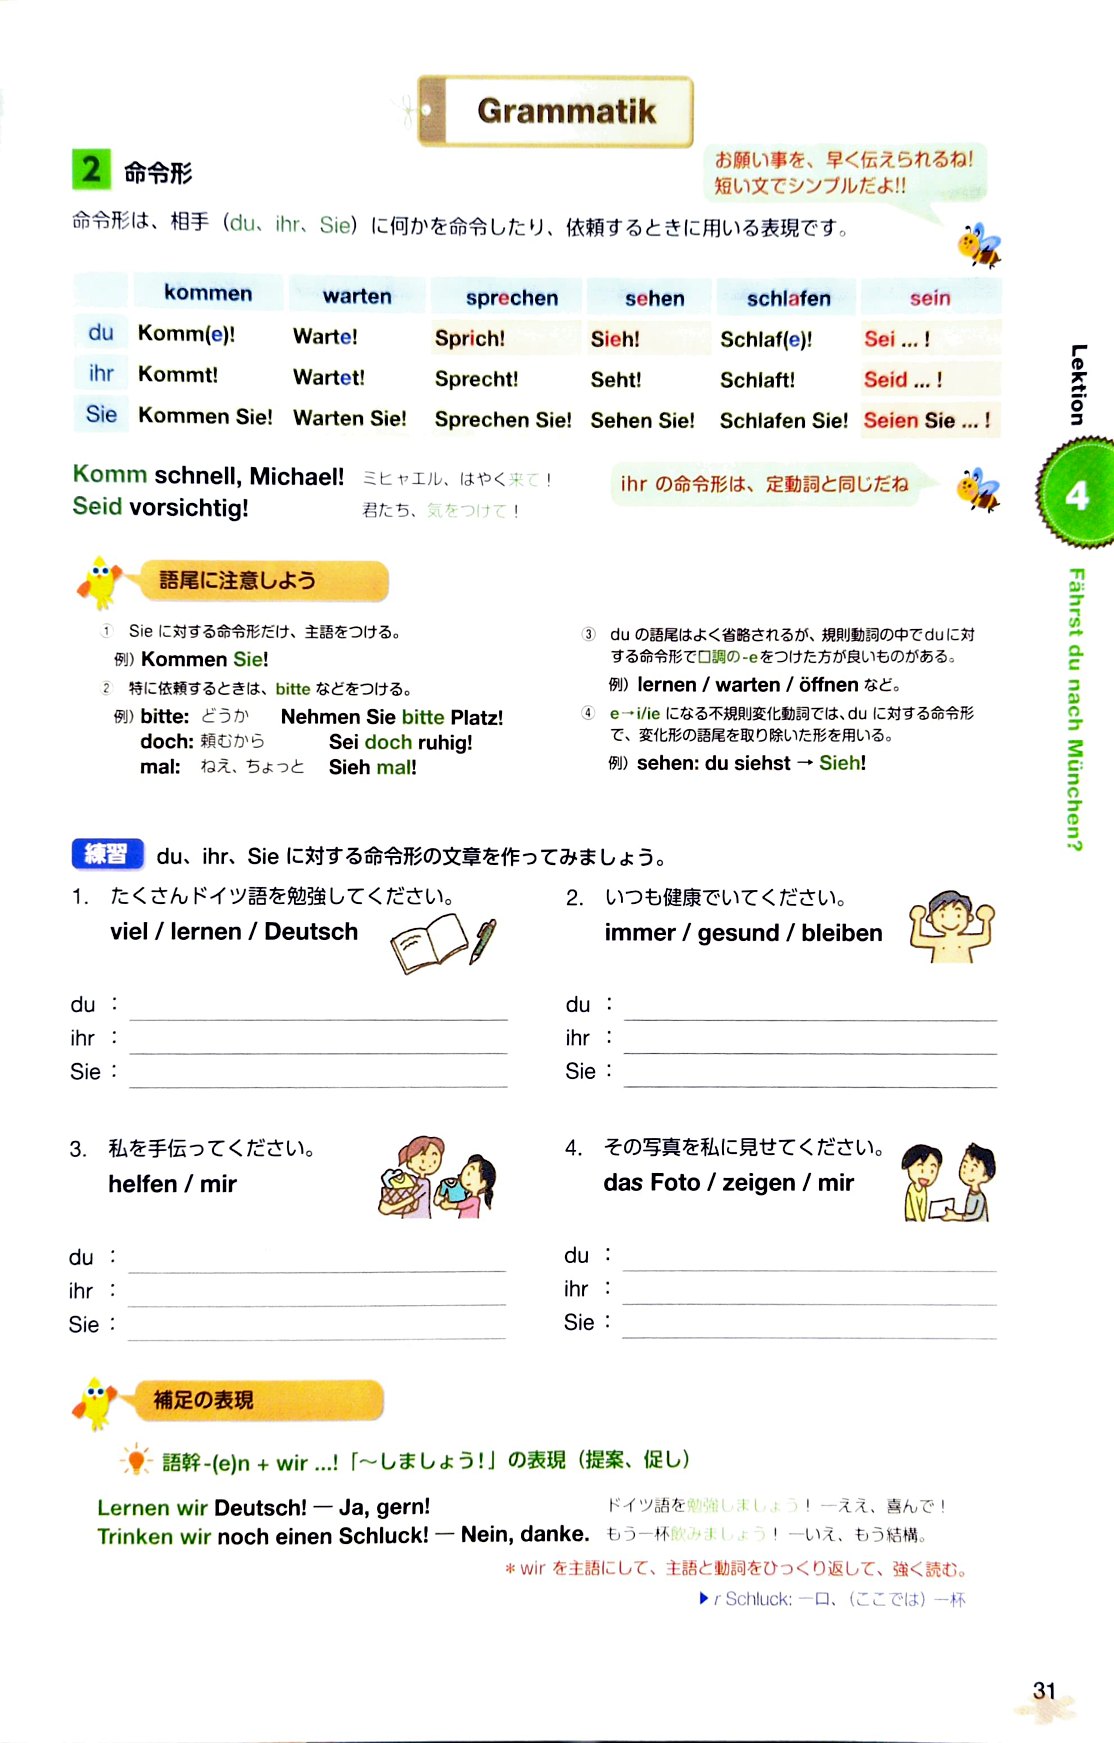 Grammatik
2 命令形
お願い事を、早く伝えられるね!
短い文でシンプルだよ!!
命令形は、相手（du、ihr、Sie）に何かを命令したり、依頼するときに用いる表現です。
kommen warten sprechen sehen schlafen sein
du Komm(e)! Warte! Sprich! Sieh! Schlaf(e)! Sei ... !
ihr Kommt! Wartet! Sprecht! Seht! Schlaft! Seid ... !
Sie Kommen Sie! Warten Sie! Sprechen Sie! Sehen Sie! Schlafen Sie! Seien Sie ... !
Komm schnell, Michael! ミヒャエル、はやく来て！
Seid vorsichtig! 君たち、気をつけて！
ihr の命令形は、定動詞と同じだね
語尾に注意しよう
① Sie に対する命令形だけ、主語をつける。
例）Kommen Sie!
② 特に依頼するときは、bitte などをつける。
例）bitte: どうか Nehmen Sie bitte Platz!
doch: 頼むから Sei doch ruhig!
mal: ねえ、ちょっと Sieh mal!
③ du の語尾はよく省略されるが、規則動詞の中でduに対
する命令形で口調の-eをつけた方が良いものがある。
例）lernen / warten / öffnen など。
④ e→i/ie になる不規則変化動詞では、du に対する命令形
で、変化形の語尾を取り除いた形を用いる。
例）sehen: du siehst → Sieh!
練習 du、ihr、Sie に対する命令形の文章を作ってみましょう。
1. たくさんドイツ語を勉強してください。
viel / lernen / Deutsch
du ：
ihr ：
Sie ：
2. いつも健康でいてください。
immer / gesund / bleiben
du ：
ihr ：
Sie ：
3. 私を手伝ってください。
helfen / mir
du ：
ihr ：
Sie ：
4. その写真を私に見せてください。
das Foto / zeigen / mir
du ：
ihr ：
Sie ：
補足の表現
語幹-(e)n + wir ...!「〜しましょう！」の表現（提案、促し）
Lernen wir Deutsch! — Ja, gern! ドイツ語を勉強しましょう！ —ええ、喜んで！
Trinken wir noch einen Schluck! — Nein, danke. もう一杯飲みましょう！ —いえ、もう結構。
＊wir を主語にして、主語と動詞をひっくり返して、強く読む。
▶ r Schluck: 一口、（ここでは）一杯
Lektion
4
Fährst du nach München?
31